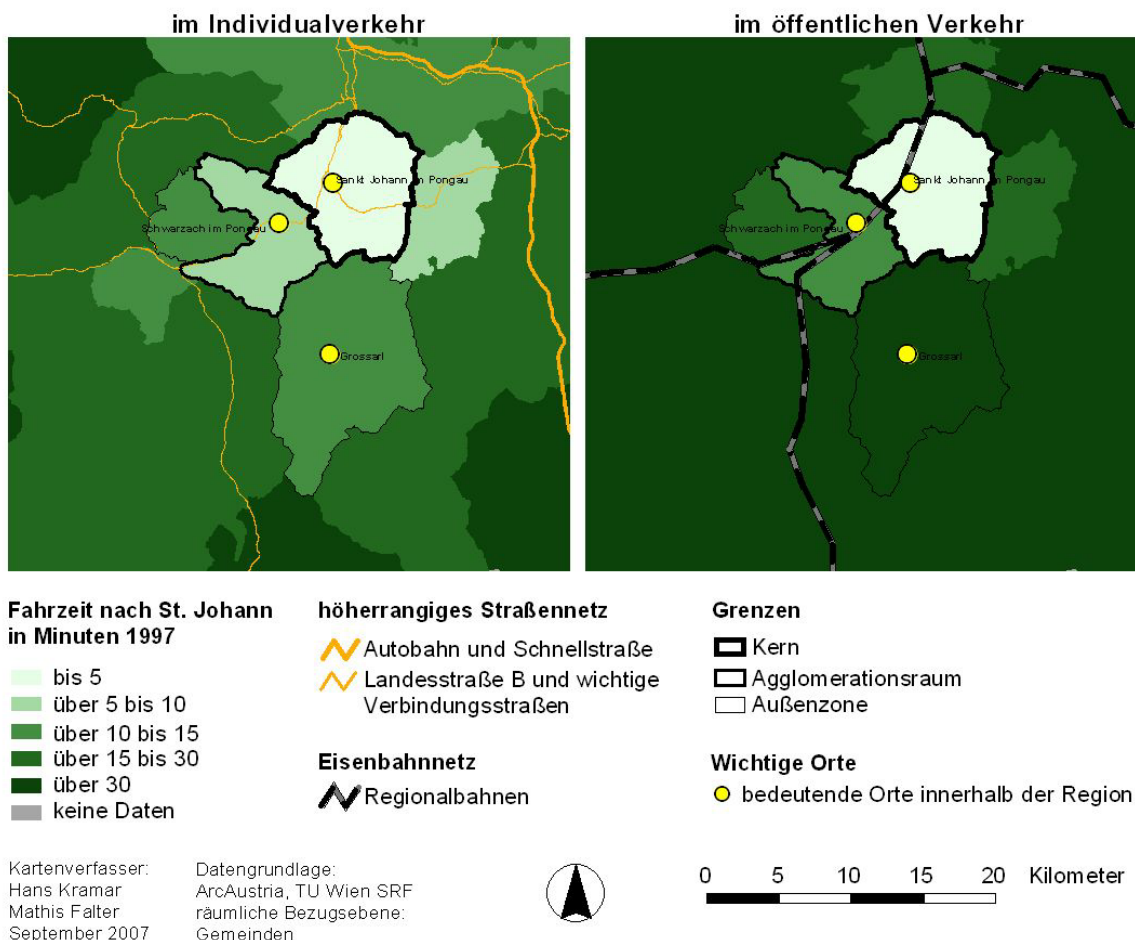 im Individualverkehr
im öffentlichen Verkehr
Sankt Johann im Pongau
Schwarzach im Pongau
Grossarl
Sankt Johann im Pongau
Schwarzach im Pongau
Grossarl
Fahrzeit nach St. Johann
in Minuten 1997
bis 5
über 5 bis 10
über 10 bis 15
über 15 bis 30
über 30
keine Daten
höherrangiges Straßennetz
Autobahn und Schnellstraße
Landesstraße B und wichtige
Verbindungsstraßen
Eisenbahnnetz
Regionalbahnen
Grenzen
Kern
Agglomerationsraum
Außenzone
Wichtige Orte
bedeutende Orte innerhalb der Region
Kartenverfasser:
Hans Kramar
Mathis Falter
September 2007
Datengrundlage:
ArcAustria, TU Wien SRF
räumliche Bezugsebene:
Gemeinden
0 5 10 15 20 Kilometer